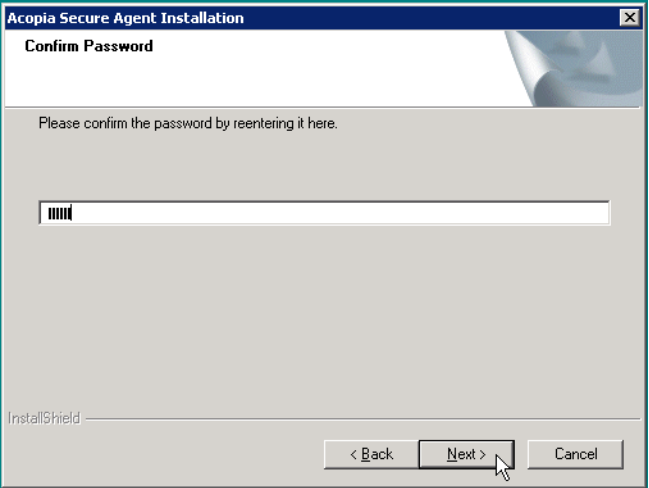 Acopia Secure Agent Installation
Confirm Password
Please confirm the password by reentering it here.
InstallShield
< Back Next > Cancel